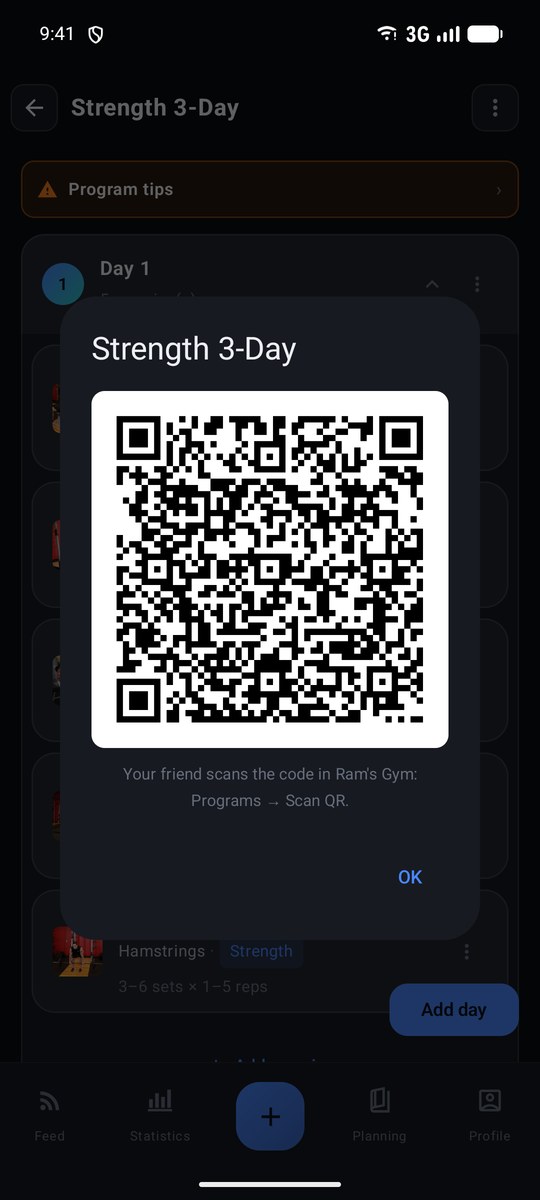 9:41
3G
Strength 3-Day
Program tips
Day 1
1
Strength 3-Day
Your friend scans the code in Ram's Gym:
Programs → Scan QR.
OK
Hamstrings · Strength
3–6 sets × 1–5 reps
Add day
Feed
Statistics
Planning
Profile